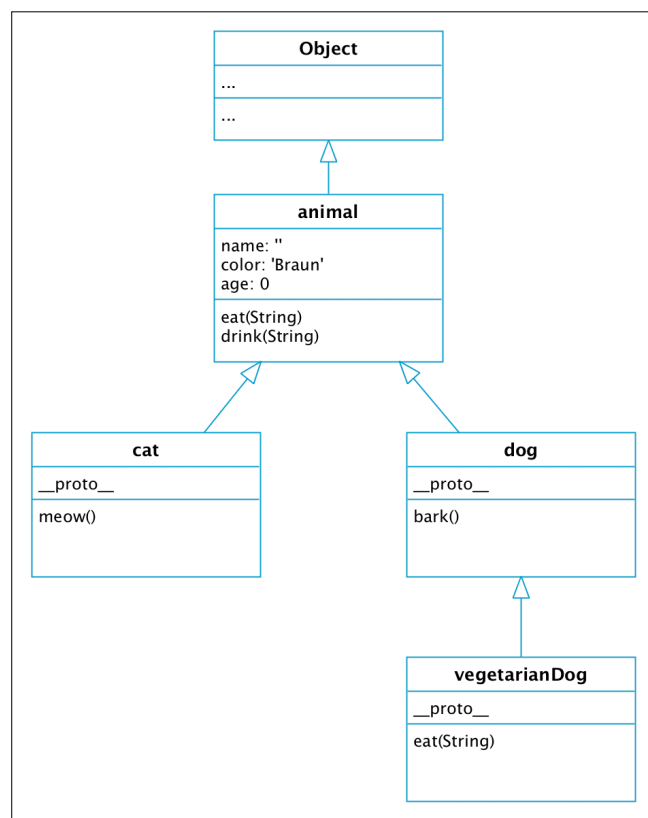 Object
...
...
animal
name: ''
color: 'Braun'
age: 0
eat(String)
drink(String)
cat
__proto__
meow()
dog
__proto__
bark()
vegetarianDog
__proto__
eat(String)